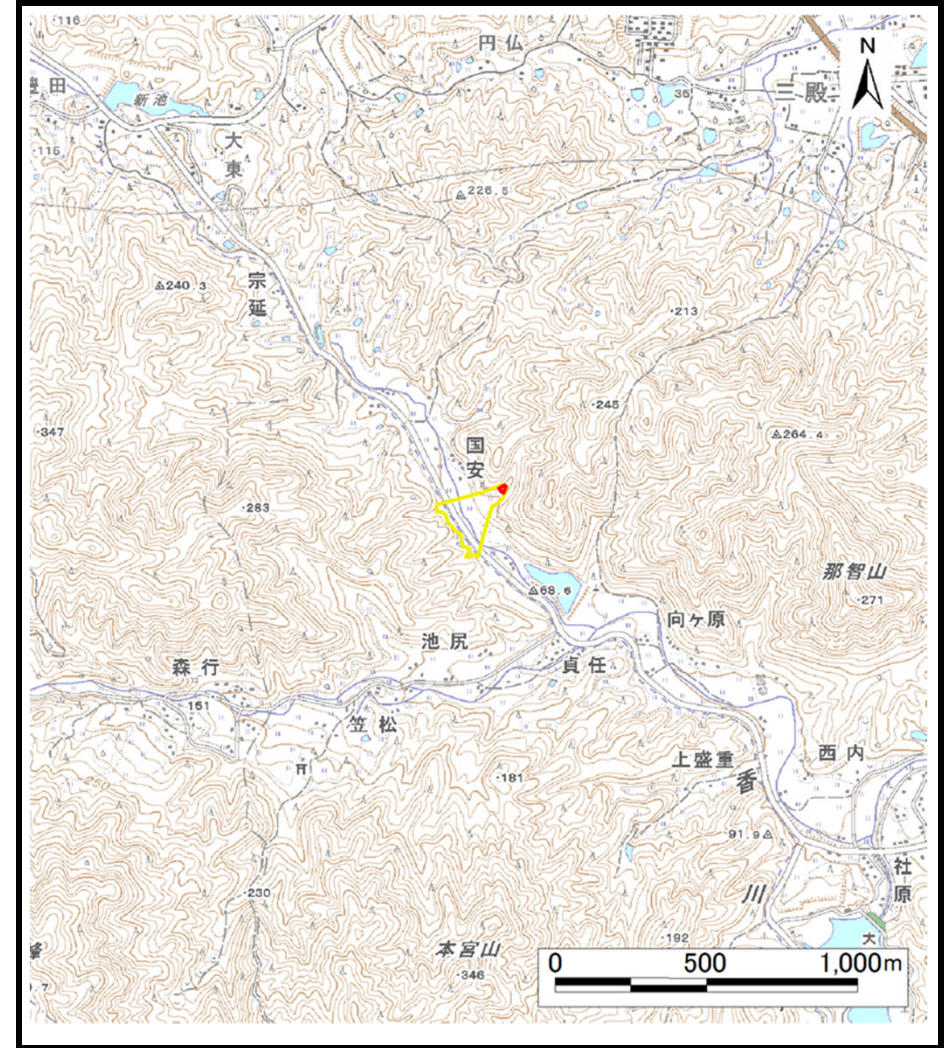 ·116
円仏
N
豊田
新池
35
三殿
·115
大東
△226.5
△240.3
宗延
·213
·245
·347
△264.4
国安
·283
那智山
·271
△68.6
向ヶ原
池尻
貞任
森行
151
笠松
西内
上盛重
香川
·181
91.9△
社原
·230
·192
大
本宮山
·346
0 500 1,000m